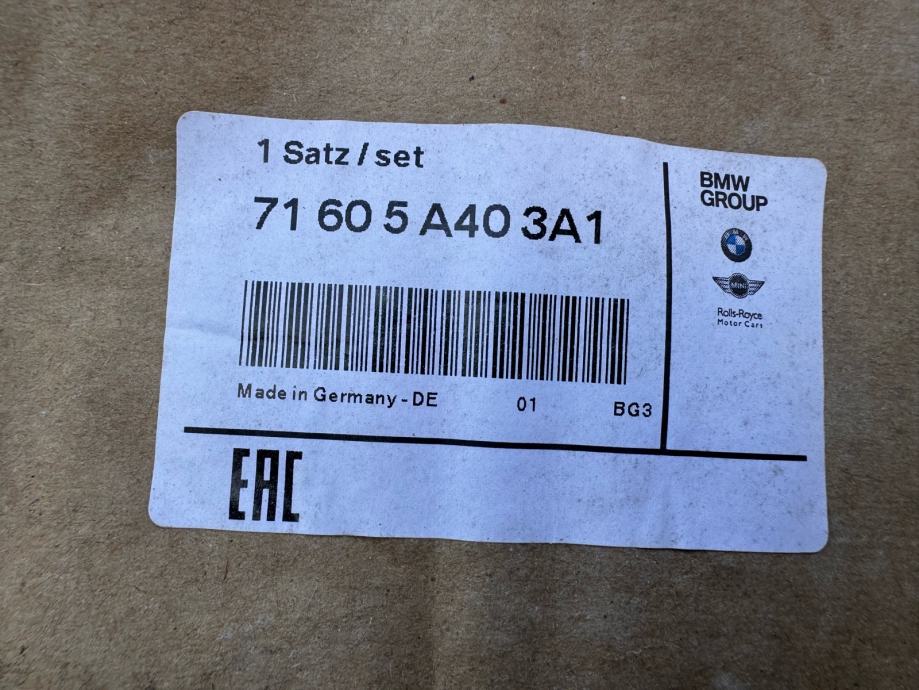 1 Satz / set
71 60 5 A40 3A1
Made in Germany - DE 01 BG3
BMW
GROUP
MINI
Rolls-Royce
Motor Cars
EAC